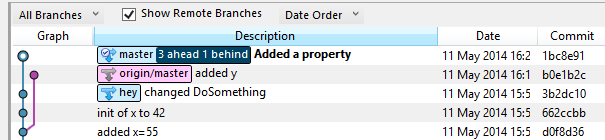 All Branches Show Remote Branches Date Order
Graph Description Date Commit
master 3 ahead 1 behind Added a property 11 May 2014 16:2 1bc8e91
origin/master added y 11 May 2014 16:1 b0e1b2c
hey changed DoSomething 11 May 2014 15:5 3b2dc10
init of x to 42 11 May 2014 15:5 662ccbb
added x=55 11 May 2014 15:5 d0f8d36